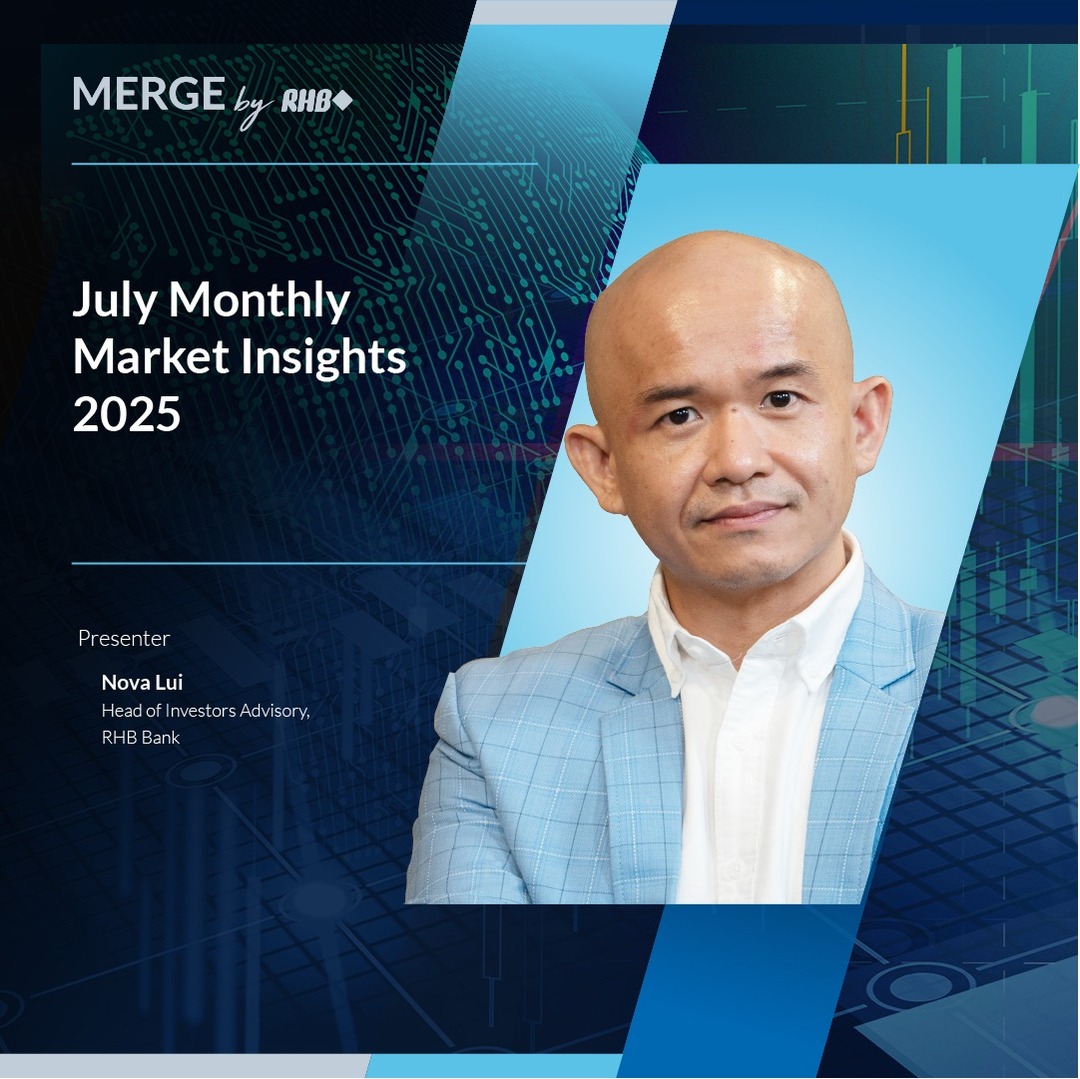 MERGE by RHB
July Monthly
Market Insights
2025
Presenter
Nova Lui
Head of Investors Advisory,
RHB Bank